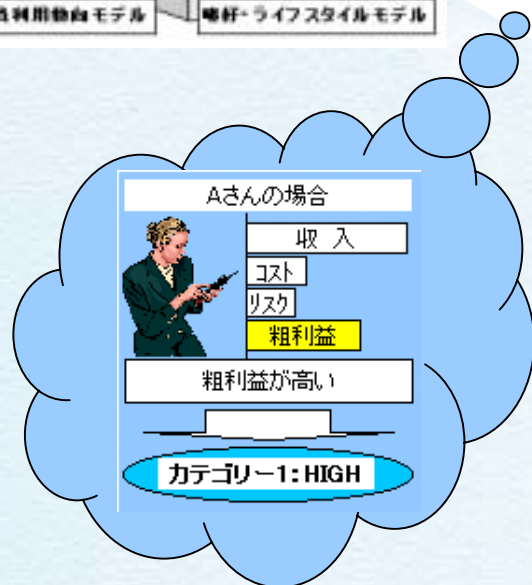 利用動向モデル
嗜好・ライフスタイルモデル
Aさんの場合
収 入
コスト
リスク
粗利益
粗利益が高い
カテゴリー1:HIGH